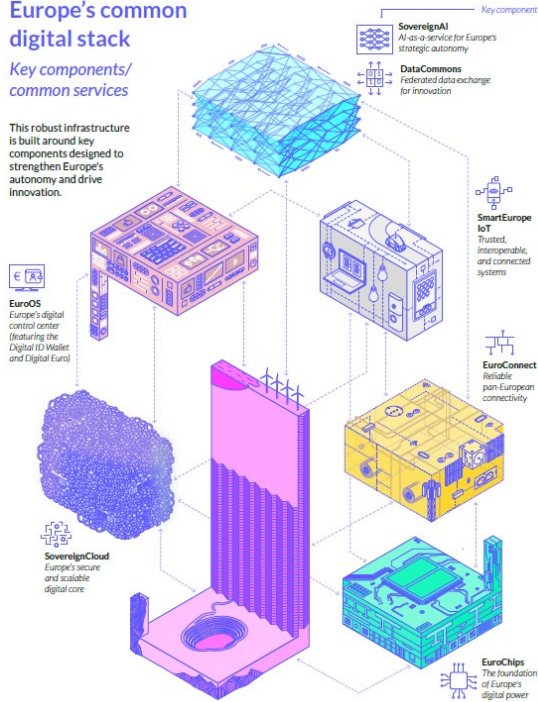 Europe's common
digital stack
Key components/
common services
This robust infrastructure
is built around key
components designed to
strengthen Europe's
autonomy and drive
innovation.
Key component
SovereignAI
AI-as-a-service for Europe's
strategic autonomy
DataCommons
Federated data exchange
for innovation
SmartEurope
IoT
Trusted,
interoperable,
and connected
systems
EuroOS
Europe's digital
control center
(featuring the
Digital ID Wallet
and Digital Euro)
EuroConnect
Reliable
pan-European
connectivity
SovereignCloud
Europe's secure
and scalable
digital core
EuroChips
The foundation
of Europe's
digital power